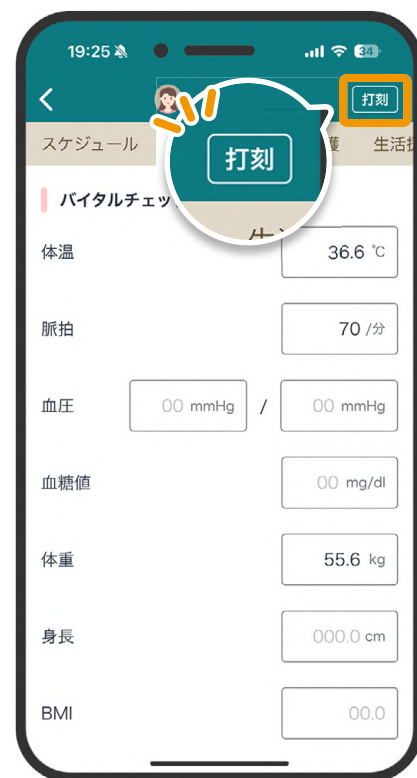 19:25
34
打刻
打刻
スケジュール
生活
バイタルチェッ
体温 36.6 ℃
脈拍 70 /分
血圧 00 mmHg / 00 mmHg
血糖値 00 mg/dl
体重 55.6 kg
身長 000.0 cm
BMI 00.0